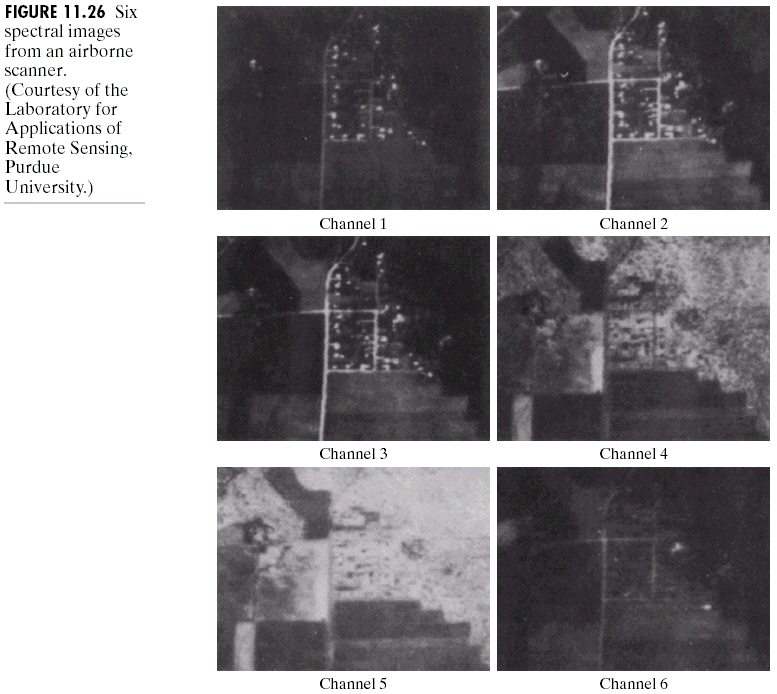 FIGURE 11.26 Six
spectral images
from an airborne
scanner.
(Courtesy of the
Laboratory for
Applications of
Remote Sensing,
Purdue
University.)
Channel 1
Channel 2
Channel 3
Channel 4
Channel 5
Channel 6